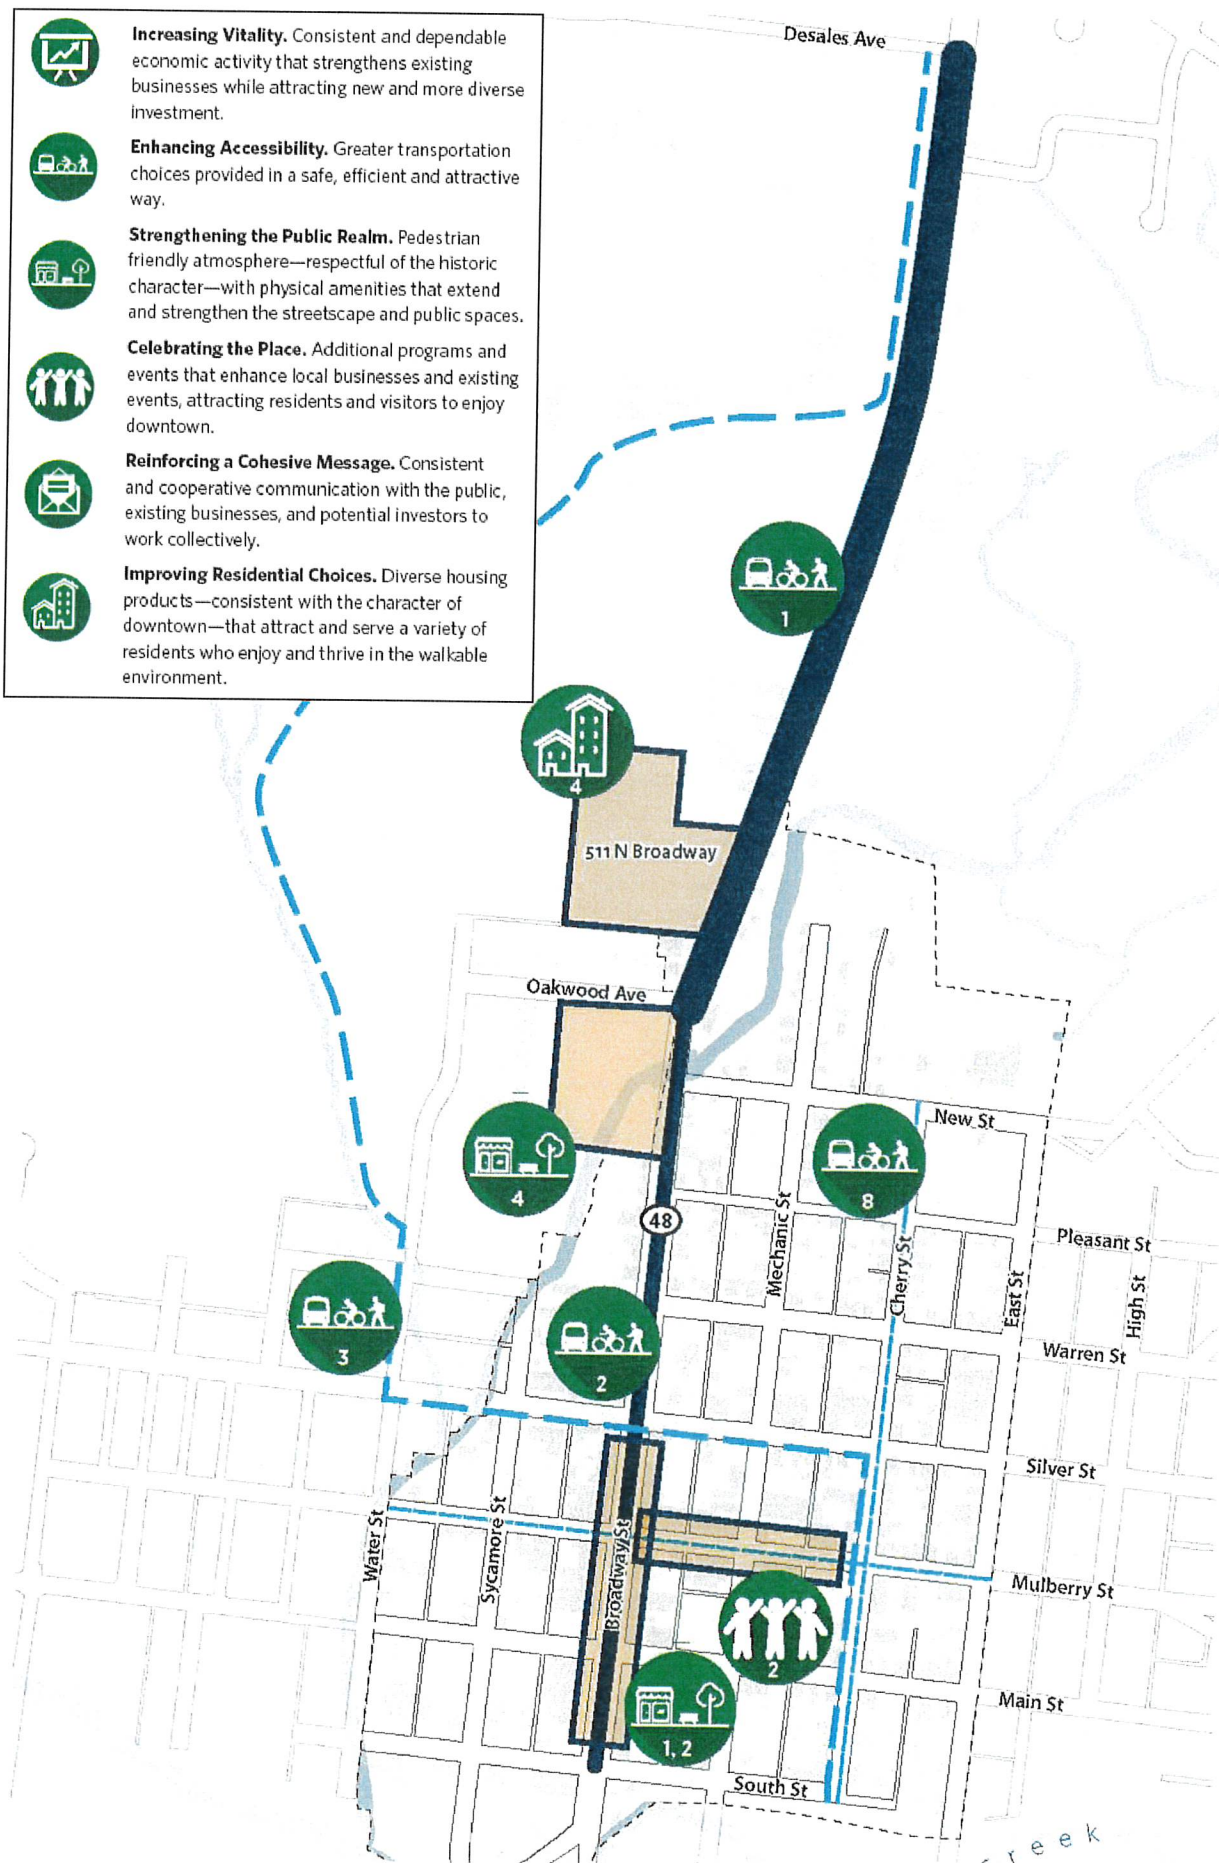 Increasing Vitality. Consistent and dependable
economic activity that strengthens existing
businesses while attracting new and more diverse
investment.
Enhancing Accessibility. Greater transportation
choices provided in a safe, efficient and attractive
way.
Strengthening the Public Realm. Pedestrian
friendly atmosphere—respectful of the historic
character—with physical amenities that extend
and strengthen the streetscape and public spaces.
Celebrating the Place. Additional programs and
events that enhance local businesses and existing
events, attracting residents and visitors to enjoy
downtown.
Reinforcing a Cohesive Message. Consistent
and cooperative communication with the public,
existing businesses, and potential investors to
work collectively.
Improving Residential Choices. Diverse housing
products—consistent with the character of
downtown—that attract and serve a variety of
residents who enjoy and thrive in the walkable
environment.
Desales Ave
1
4
511 N Broadway
Oakwood Ave
New St
4
8
48
Mechanic St
Cherry St
Pleasant St
East St
High St
3
2
Warren St
Silver St
Water St
Sycamore St
Broadway St
Mulberry St
2
Main St
1, 2
South St
reek